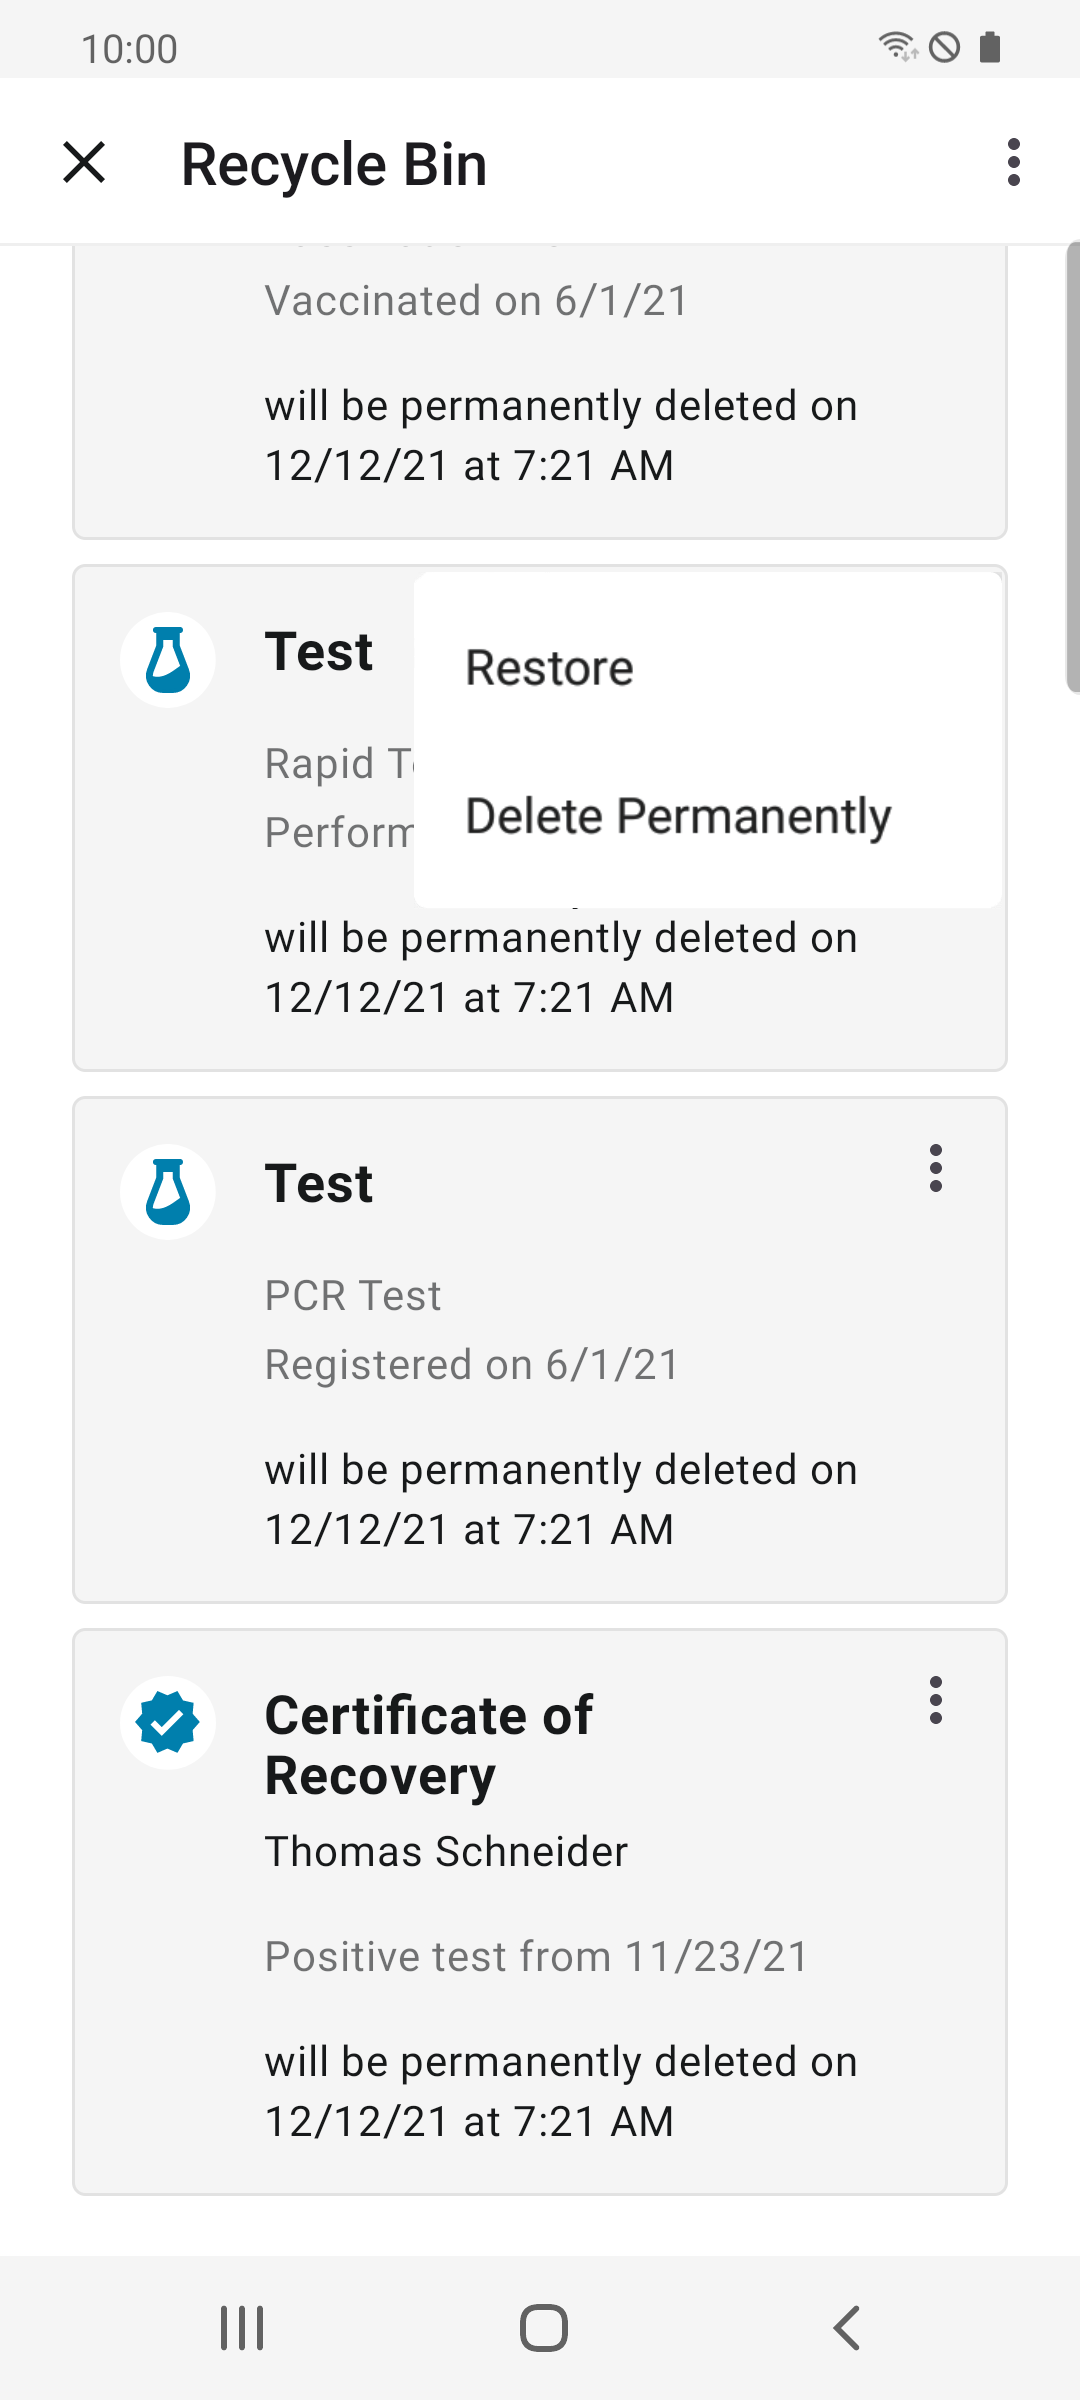 10:00
Recycle Bin
Vaccinated on 6/1/21
will be permanently deleted on
12/12/21 at 7:21 AM
Test
Restore
Rapid
Delete Permanently
will be permanently deleted on
12/12/21 at 7:21 AM
Test
PCR Test
Registered on 6/1/21
will be permanently deleted on
12/12/21 at 7:21 AM
Certificate of
Recovery
Thomas Schneider
Positive test from 11/23/21
will be permanently deleted on
12/12/21 at 7:21 AM